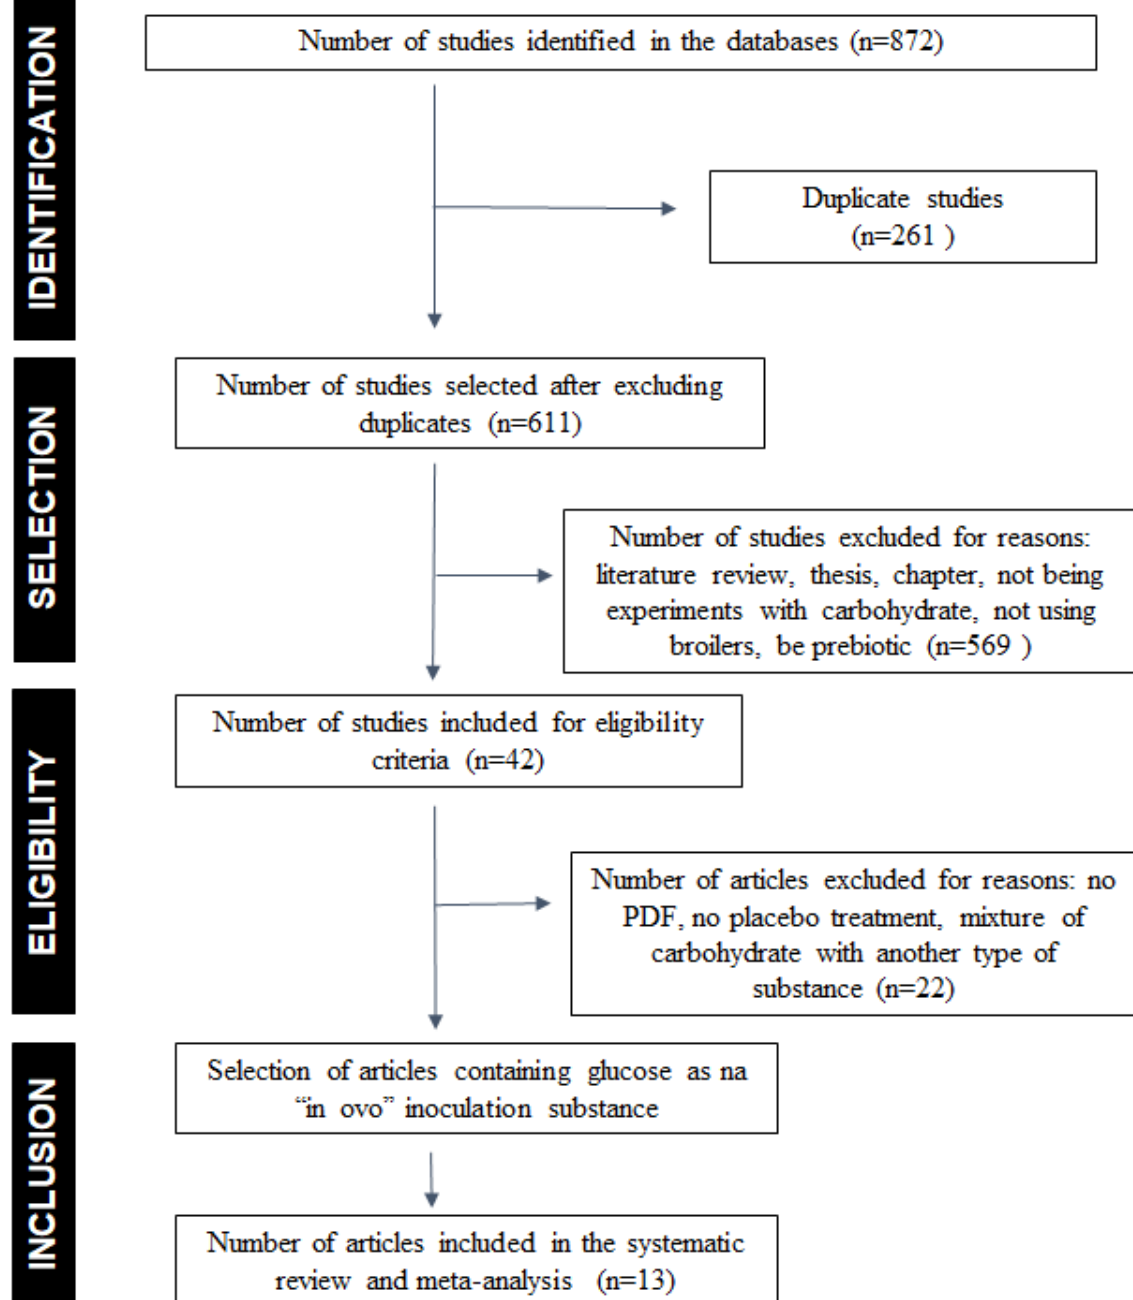 IDENTIFICATION
Number of studies identified in the databases (n=872)
Duplicate studies
(n=261 )
SELECTION
Number of studies selected after excluding
duplicates (n=611)
Number of studies excluded for reasons:
literature review, thesis, chapter, not being
experiments with carbohydrate, not using
broilers, be prebiotic (n=569 )
ELIGIBILITY
Number of studies included for eligibility
criteria (n=42)
Number of articles excluded for reasons: no
PDF, no placebo treatment, mixture of
carbohydrate with another type of
substance (n=22)
INCLUSION
Selection of articles containing glucose as na
“in ovo” inoculation substance
Number of articles included in the systematic
review and meta-analysis (n=13)